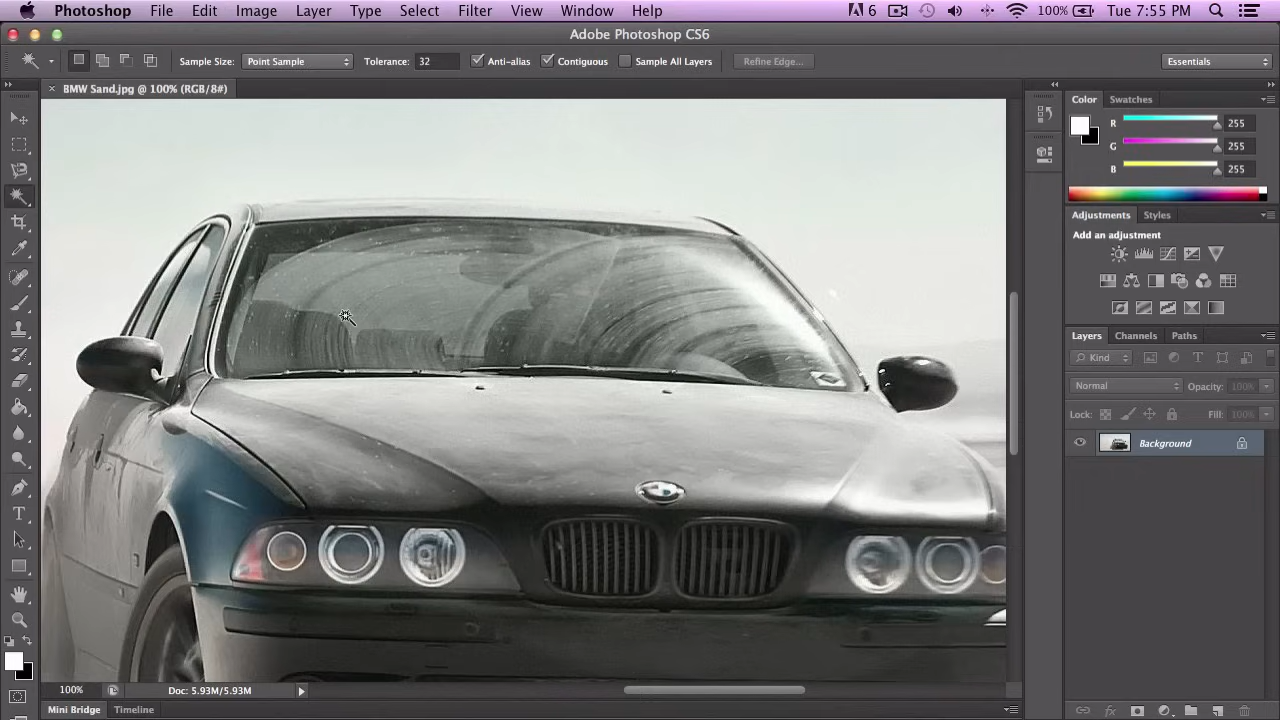 Photoshop File Edit Image Layer Type Select Filter View Window Help 6 100% Tue 7:55 PM
Adobe Photoshop CS6
Sample Size: Point Sample Tolerance: 32 Anti-alias Contiguous Sample All Layers Refine Edge... Essentials
× BMW Sand.jpg @ 100% (RGB/8#)
Color Swatches
R 255
G 255
B 255
Adjustments Styles
Add an adjustment
Layers Channels Paths
Kind
Normal Opacity: 100%
Lock: Fill: 100%
Background
100% Doc: 5.93M/5.93M
Mini Bridge Timeline